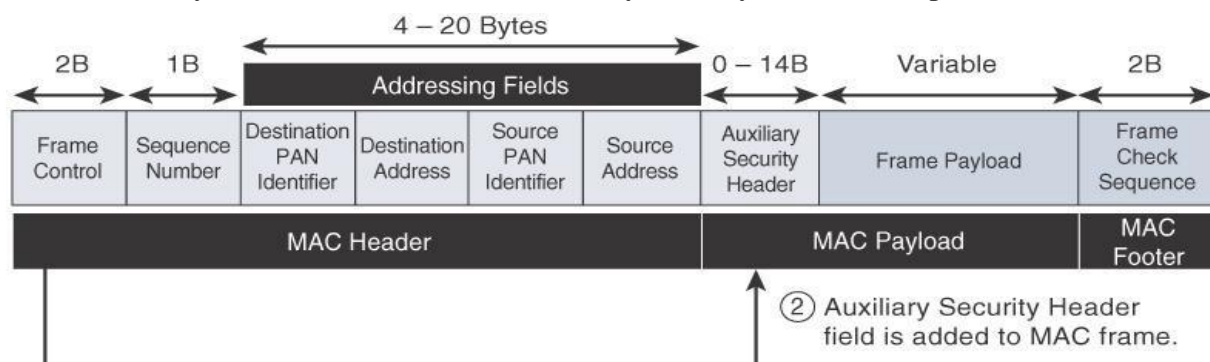 4 – 20 Bytes
2B
1B
Addressing Fields
0 – 14B
Variable
2B
Frame
Control
Sequence
Number
Destination
PAN
Identifier
Destination
Address
Source
PAN
Identifier
Source
Address
Auxiliary
Security
Header
Frame Payload
Frame
Check
Sequence
MAC Header
MAC Payload
MAC
Footer
② Auxiliary Security Header
field is added to MAC frame.